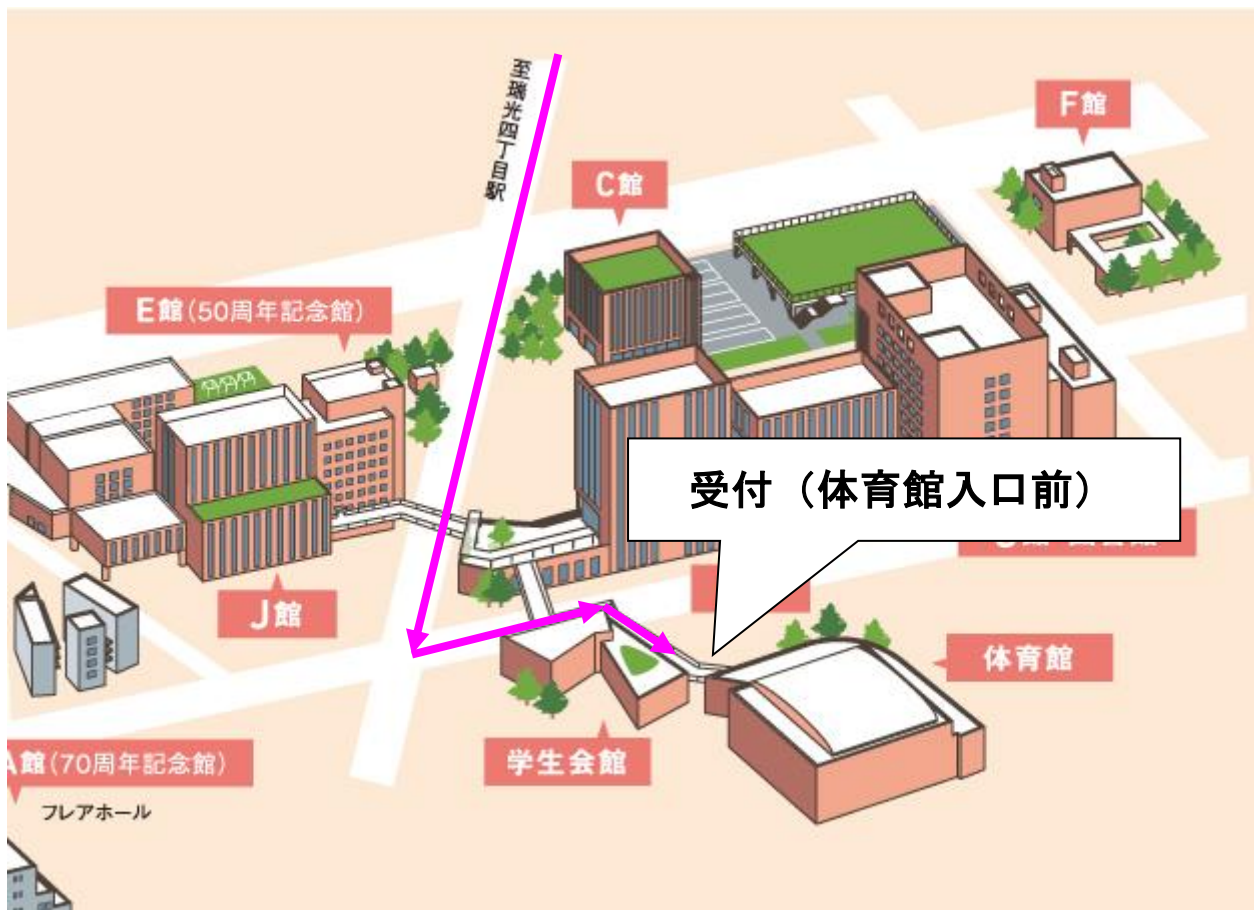 至瑞光四丁目駅
F館
C館
E館(50周年記念館)
受付（体育館入口前）
J館
体育館
学生会館
A館(70周年記念館)
フレアホール